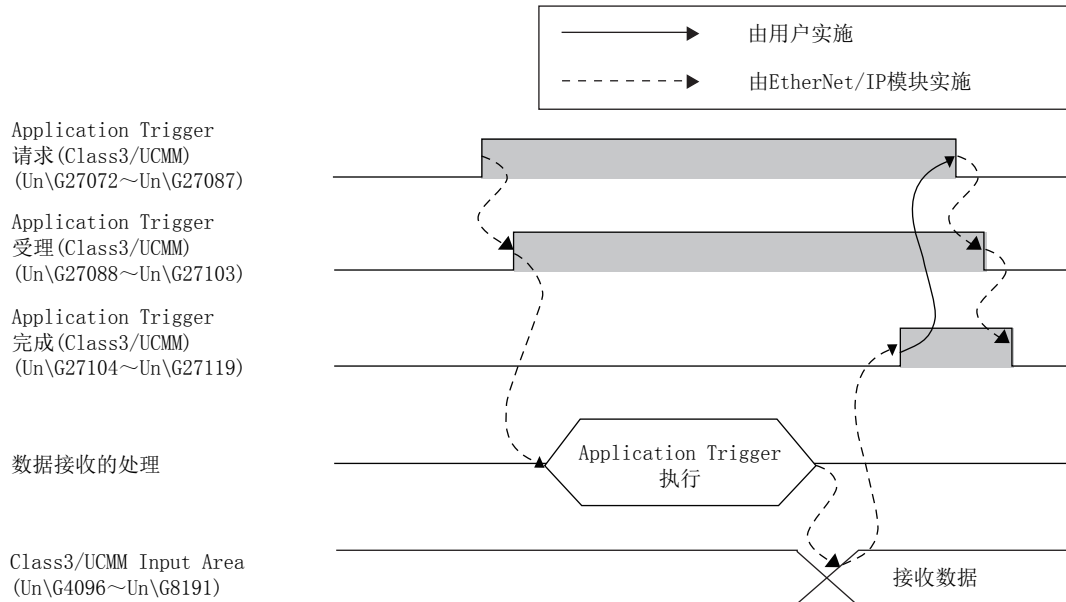 由用户实施
由EtherNet/IP模块实施
Application Trigger
请求(Class3/UCMM)
(Un\G27072～Un\G27087)
Application Trigger
受理(Class3/UCMM)
(Un\G27088～Un\G27103)
Application Trigger
完成(Class3/UCMM)
(Un\G27104～Un\G27119)
数据接收的处理
Application Trigger
执行
Class3/UCMM Input Area
(Un\G4096～Un\G8191)
接收数据